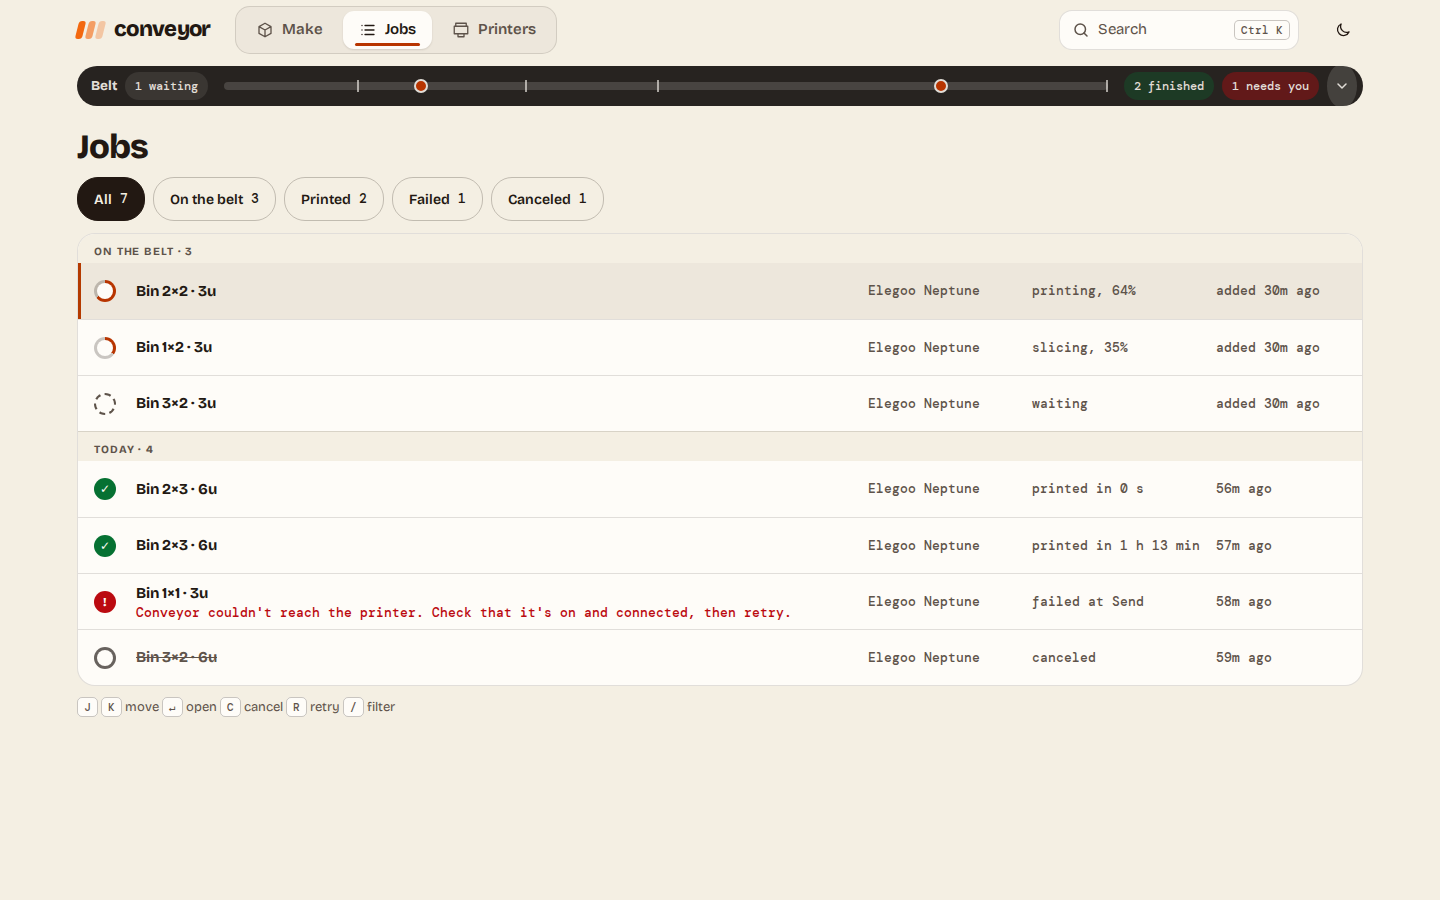 conveyor Make Jobs Printers Search Ctrl K
Belt 1 waiting 2 finished 1 needs you
Jobs
All 7 On the belt 3 Printed 2 Failed 1 Canceled 1
ON THE BELT · 3
Bin 2×2 · 3u Elegoo Neptune printing, 64% added 30m ago
Bin 1×2 · 3u Elegoo Neptune slicing, 35% added 30m ago
Bin 3×2 · 3u Elegoo Neptune waiting added 30m ago
TODAY · 4
Bin 2×3 · 6u Elegoo Neptune printed in 0 s 56m ago
Bin 2×3 · 6u Elegoo Neptune printed in 1 h 13 min 57m ago
Bin 1×1 · 3u
Conveyor couldn't reach the printer. Check that it's on and connected, then retry. Elegoo Neptune failed at Send 58m ago
Bin 3×2 · 6u Elegoo Neptune canceled 59m ago
J K move ↵ open C cancel R retry / filter